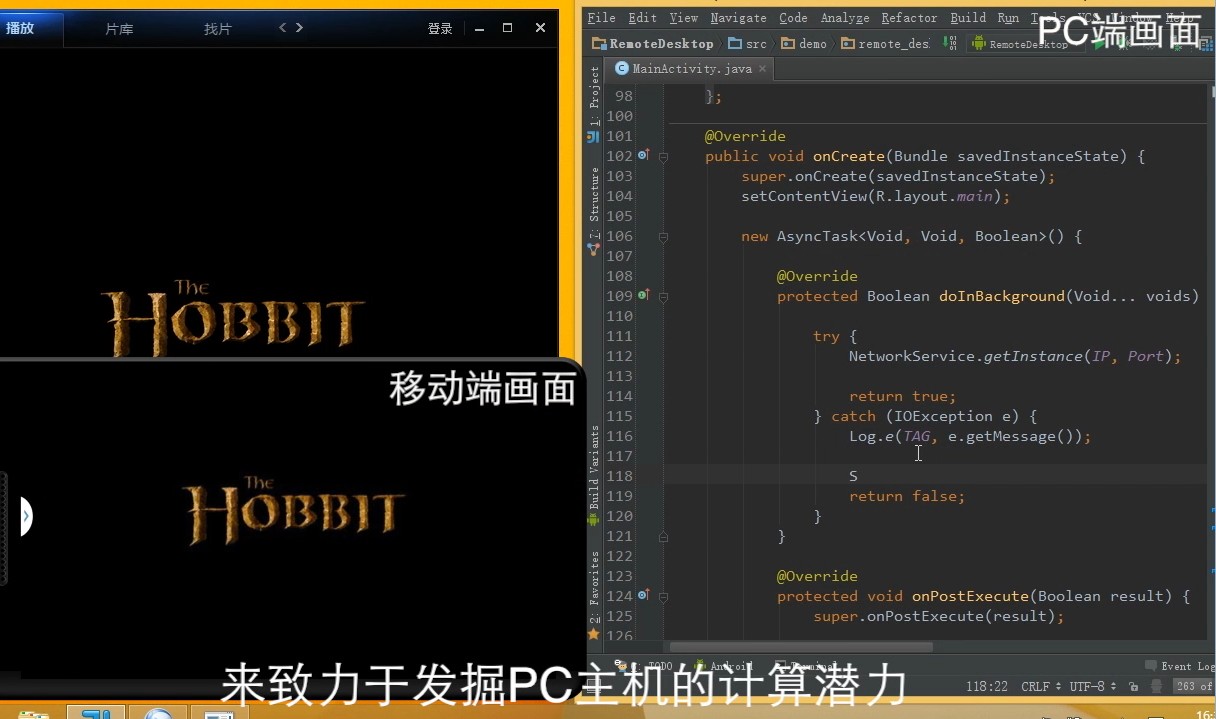 播放 片库 找片 登录
The
HOBBIT
移动端画面
The
HOBBIT
File Edit View Navigate Code Analyze Refactor Build Run Tools VCS Window Help
PC端画面
RemoteDesktop src demo remote_des RemoteDesktop
MainActivity.java
1: Project
7: Structure
Build Variants
2: Favorites
98 };
100
101 @Override
102 public void onCreate(Bundle savedInstanceState) {
103 super.onCreate(savedInstanceState);
104 setContentView(R.layout.main);
105
106 new AsyncTask<Void, Void, Boolean>() {
107
108 @Override
109 protected Boolean doInBackground(Void... voids)
110
111 try {
112 NetworkService.getInstance(IP, Port);
113
114 return true;
115 } catch (IOException e) {
116 Log.e(TAG, e.getMessage());
117
118 S
119 return false;
120 }
121 }
122
123 @Override
124 protected void onPostExecute(Boolean result) {
125 super.onPostExecute(result);
126
TODO Android Terminal Event Log
来致力于发掘PC主机的计算潜力
118:22 CRLF UTF-8 263 of
16: